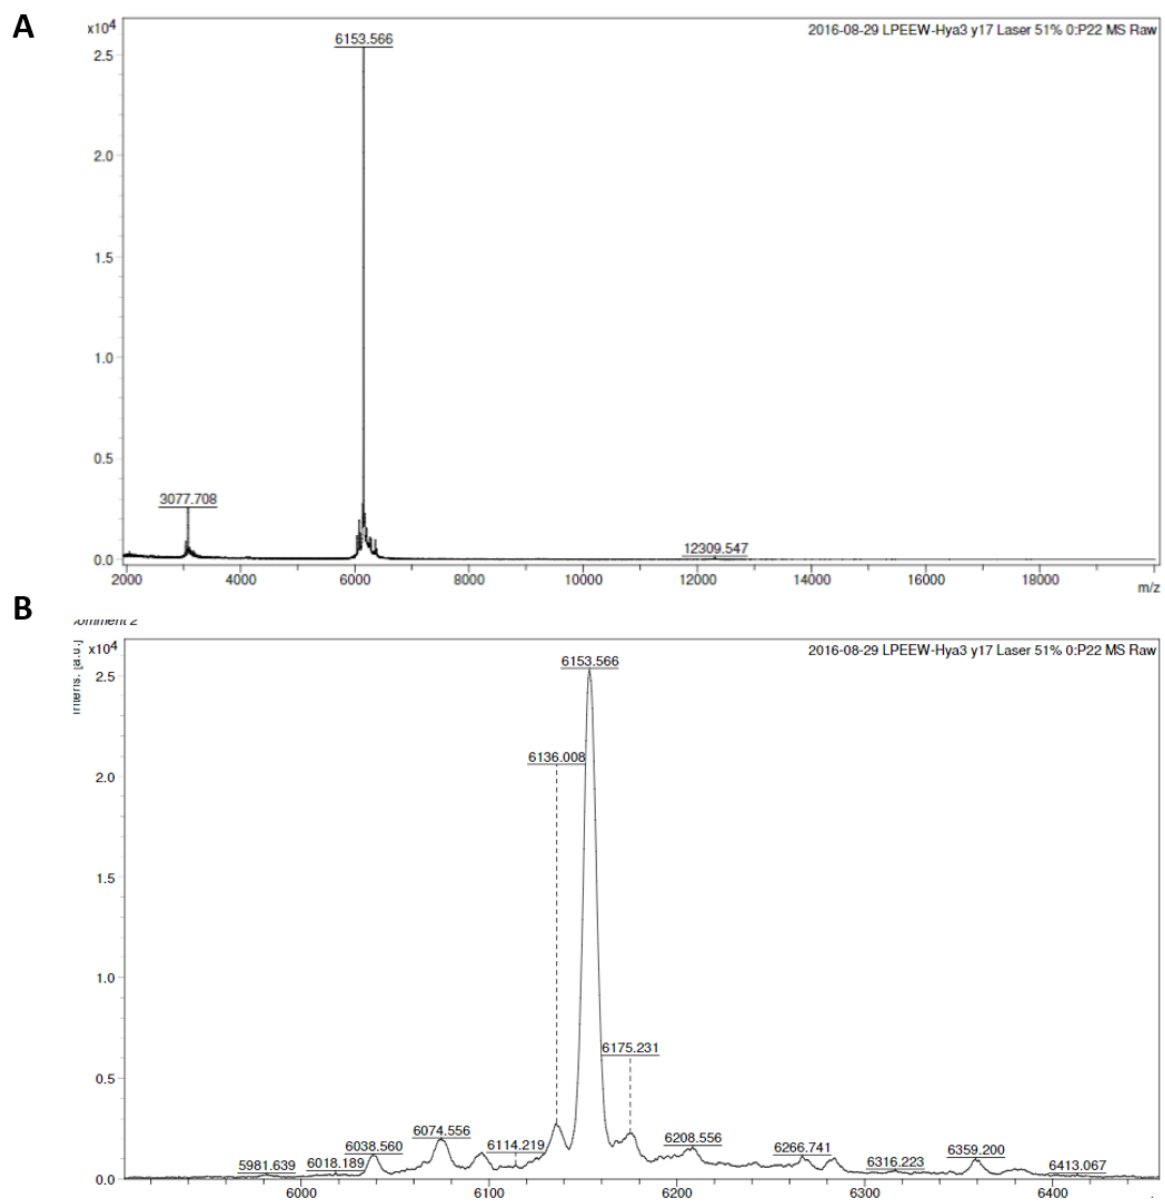 A
x10⁴
2016-08-29 LPEEW-Hya3 y17 Laser 51% 0:P22 MS Raw
6153.566
2.5
2.0
1.5
1.0
0.5
3077.708
12309.547
0.0
2000 4000 6000 8000 10000 12000 14000 16000 18000
m/z
B
Comment 2
Intens. [a.u.]
x10⁴
2016-08-29 LPEEW-Hya3 y17 Laser 51% 0:P22 MS Raw
6153.566
2.5
6136.008
2.0
1.5
1.0
6175.231
0.5
6074.556
6208.556
6038.560
6114.219
6266.741
6359.200
5981.639
6018.189
6316.223
6413.067
0.0
6000 6100 6200 6300 6400